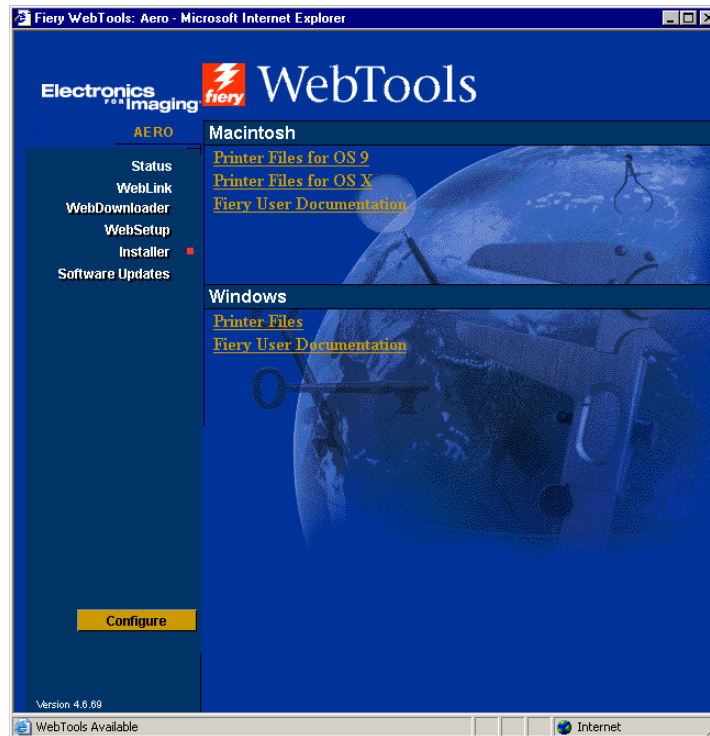 Fiery WebTools: Aero - Microsoft Internet Explorer
Electronics
FOR Imaging
fiery
WebTools
AERO
Status
WebLink
WebDownloader
WebSetup
Installer
Software Updates
Macintosh
Printer Files for OS 9
Printer Files for OS X
Fiery User Documentation
Windows
Printer Files
Fiery User Documentation
Configure
Version 4.6.69
WebTools Available
Internet